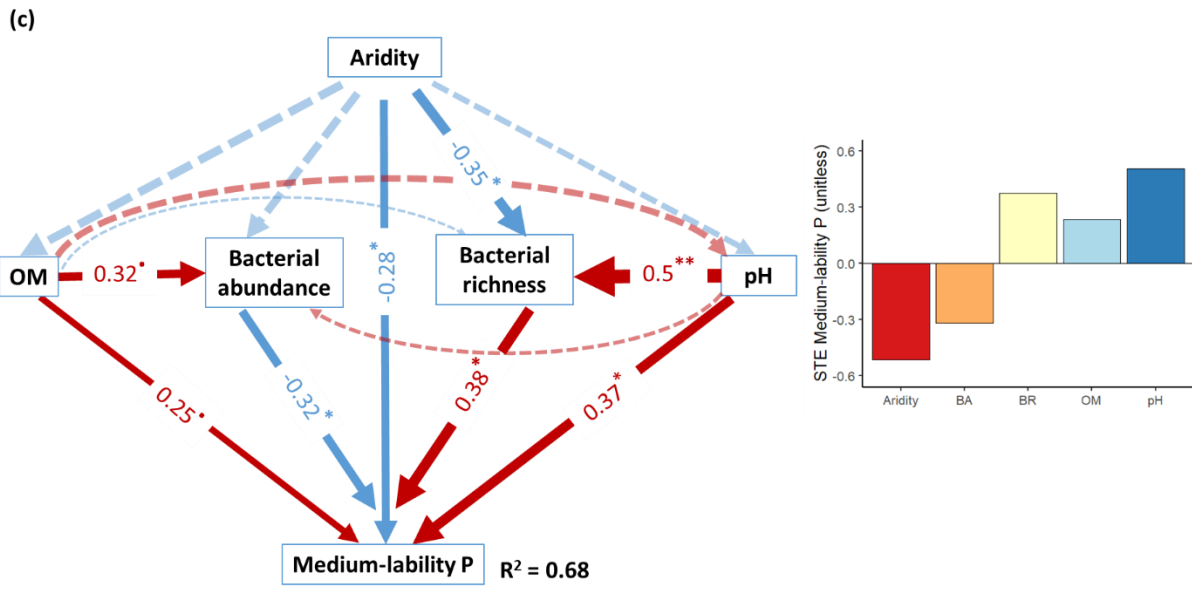 (c)
Aridity
-0.35*
-0.28*
OM
0.32•
Bacterial
abundance
Bacterial
richness
0.5**
pH
-0.32*
0.38*
0.37*
0.25•
Medium-lability P
R² = 0.68
STE Medium-lability P (unitless)
0.6
0.3
0.0
-0.3
-0.6
Aridity BA BR OM pH